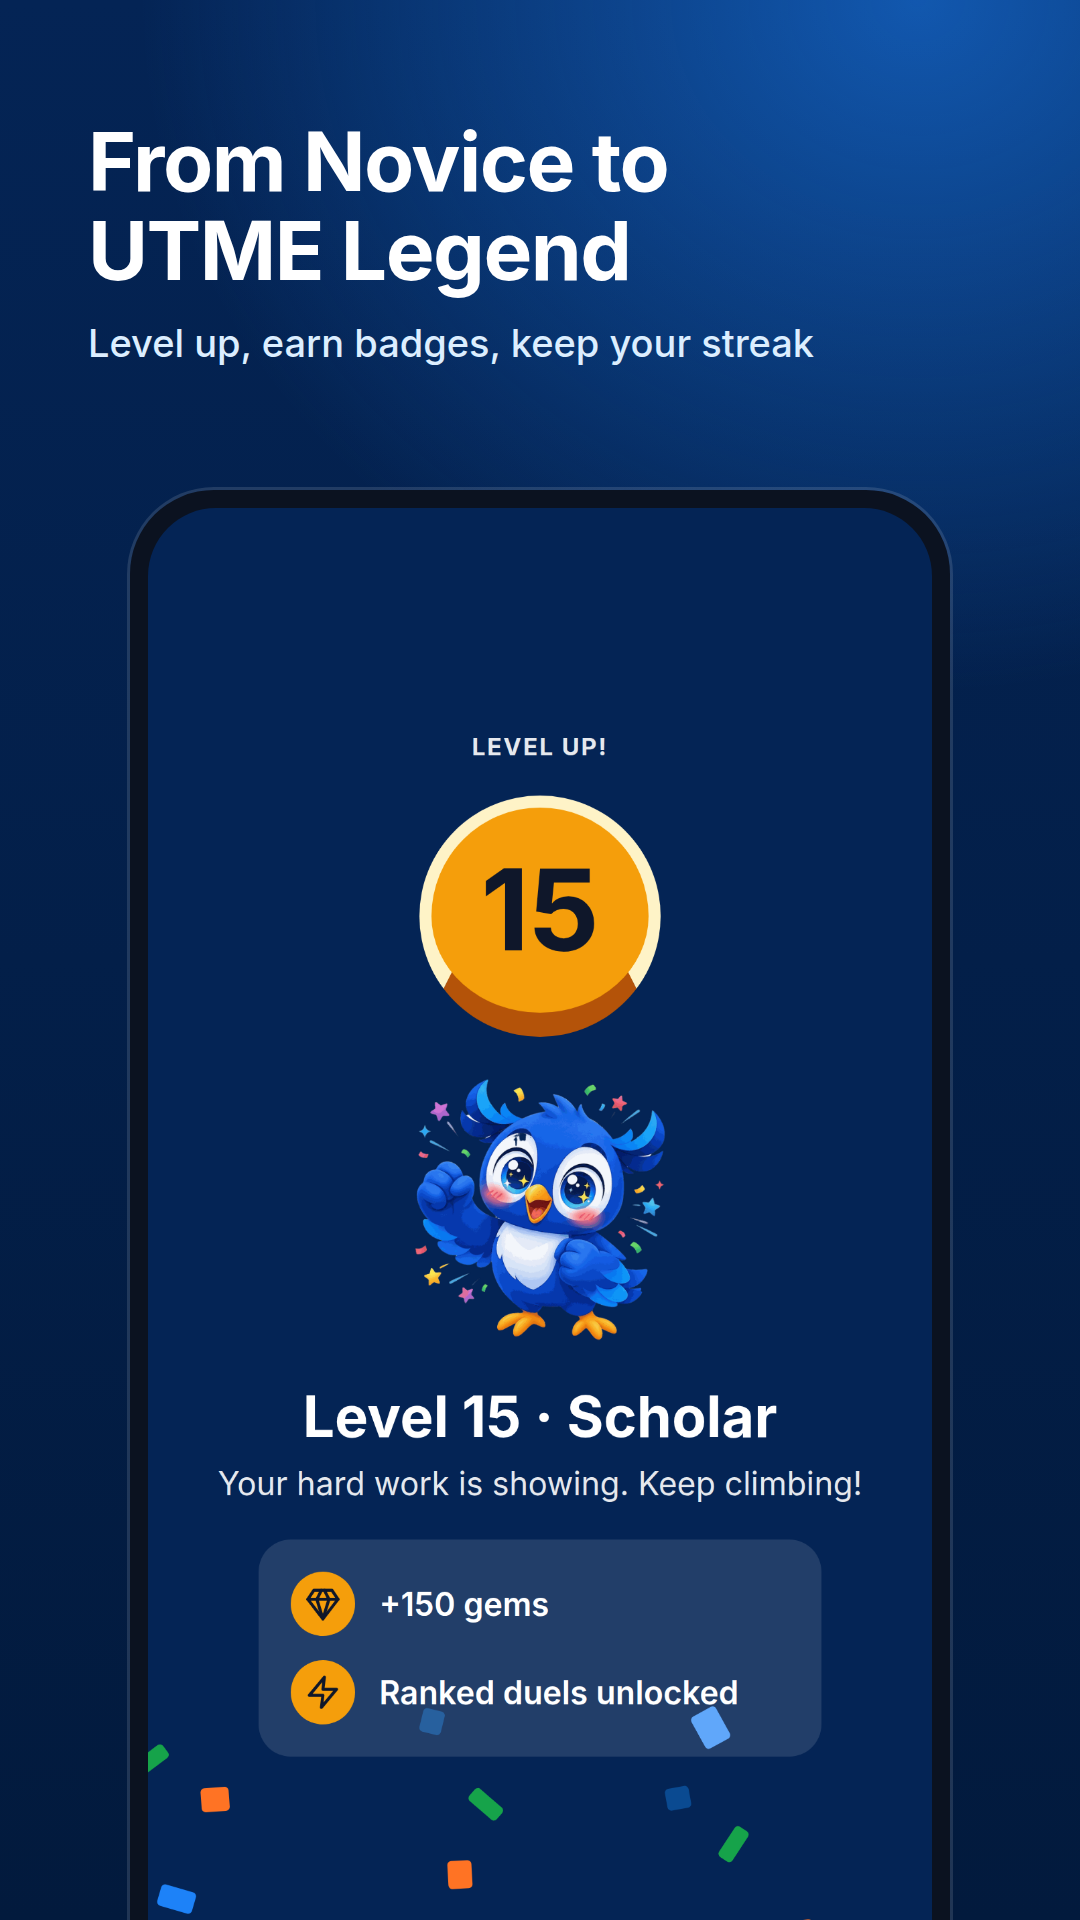 From Novice to
UTME Legend
Level up, earn badges, keep your streak
LEVEL UP!
15
Level 15 · Scholar
Your hard work is showing. Keep climbing!
+150 gems
Ranked duels unlocked